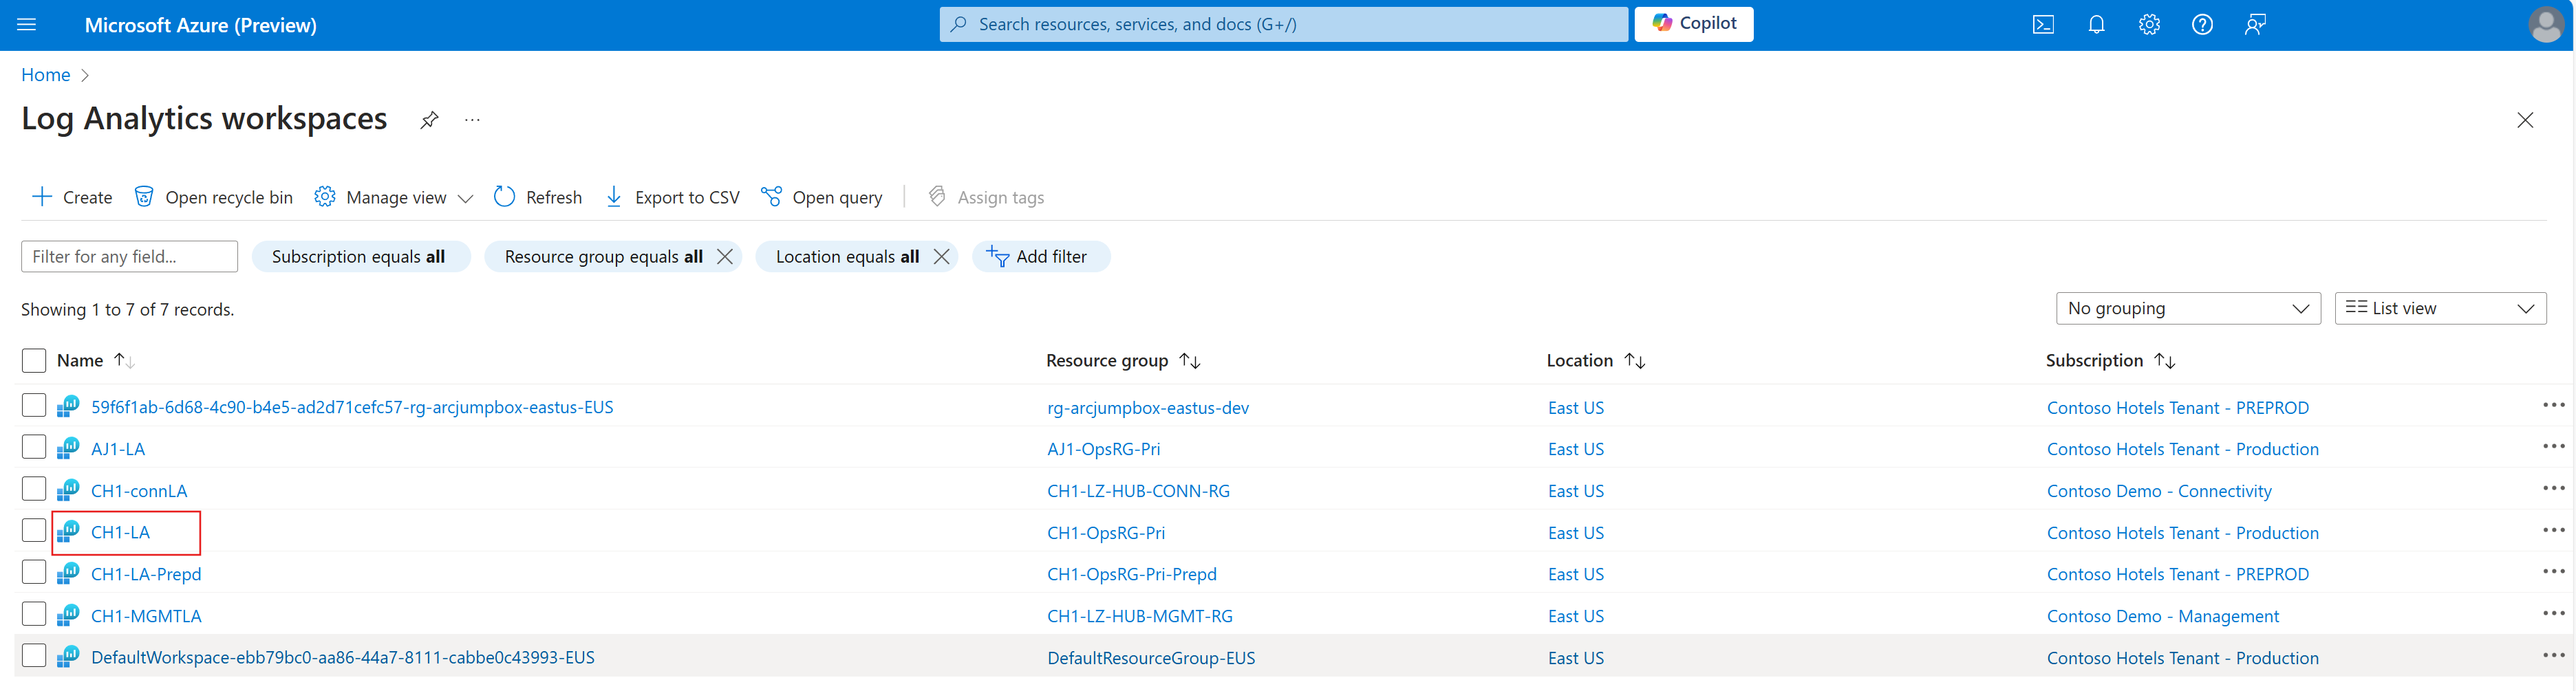 Microsoft Azure (Preview) Search resources, services, and docs (G+/) Copilot
Home
Log Analytics workspaces
Create Open recycle bin Manage view Refresh Export to CSV Open query Assign tags
Filter for any field... Subscription equals all Resource group equals all Location equals all Add filter
Showing 1 to 7 of 7 records. No grouping List view
Name Resource group Location Subscription
59f6f1ab-6d68-4c90-b4e5-ad2d71cefc57-rg-arcjumpbox-eastus-EUS rg-arcjumpbox-eastus-dev East US Contoso Hotels Tenant - PREPROD
AJ1-LA AJ1-OpsRG-Pri East US Contoso Hotels Tenant - Production
CH1-connLA CH1-LZ-HUB-CONN-RG East US Contoso Demo - Connectivity
CH1-LA CH1-OpsRG-Pri East US Contoso Hotels Tenant - Production
CH1-LA-Prepd CH1-OpsRG-Pri-Prepd East US Contoso Hotels Tenant - PREPROD
CH1-MGMTLA CH1-LZ-HUB-MGMT-RG East US Contoso Demo - Management
DefaultWorkspace-ebb79bc0-aa86-44a7-8111-cabbe0c43993-EUS DefaultResourceGroup-EUS East US Contoso Hotels Tenant - Production